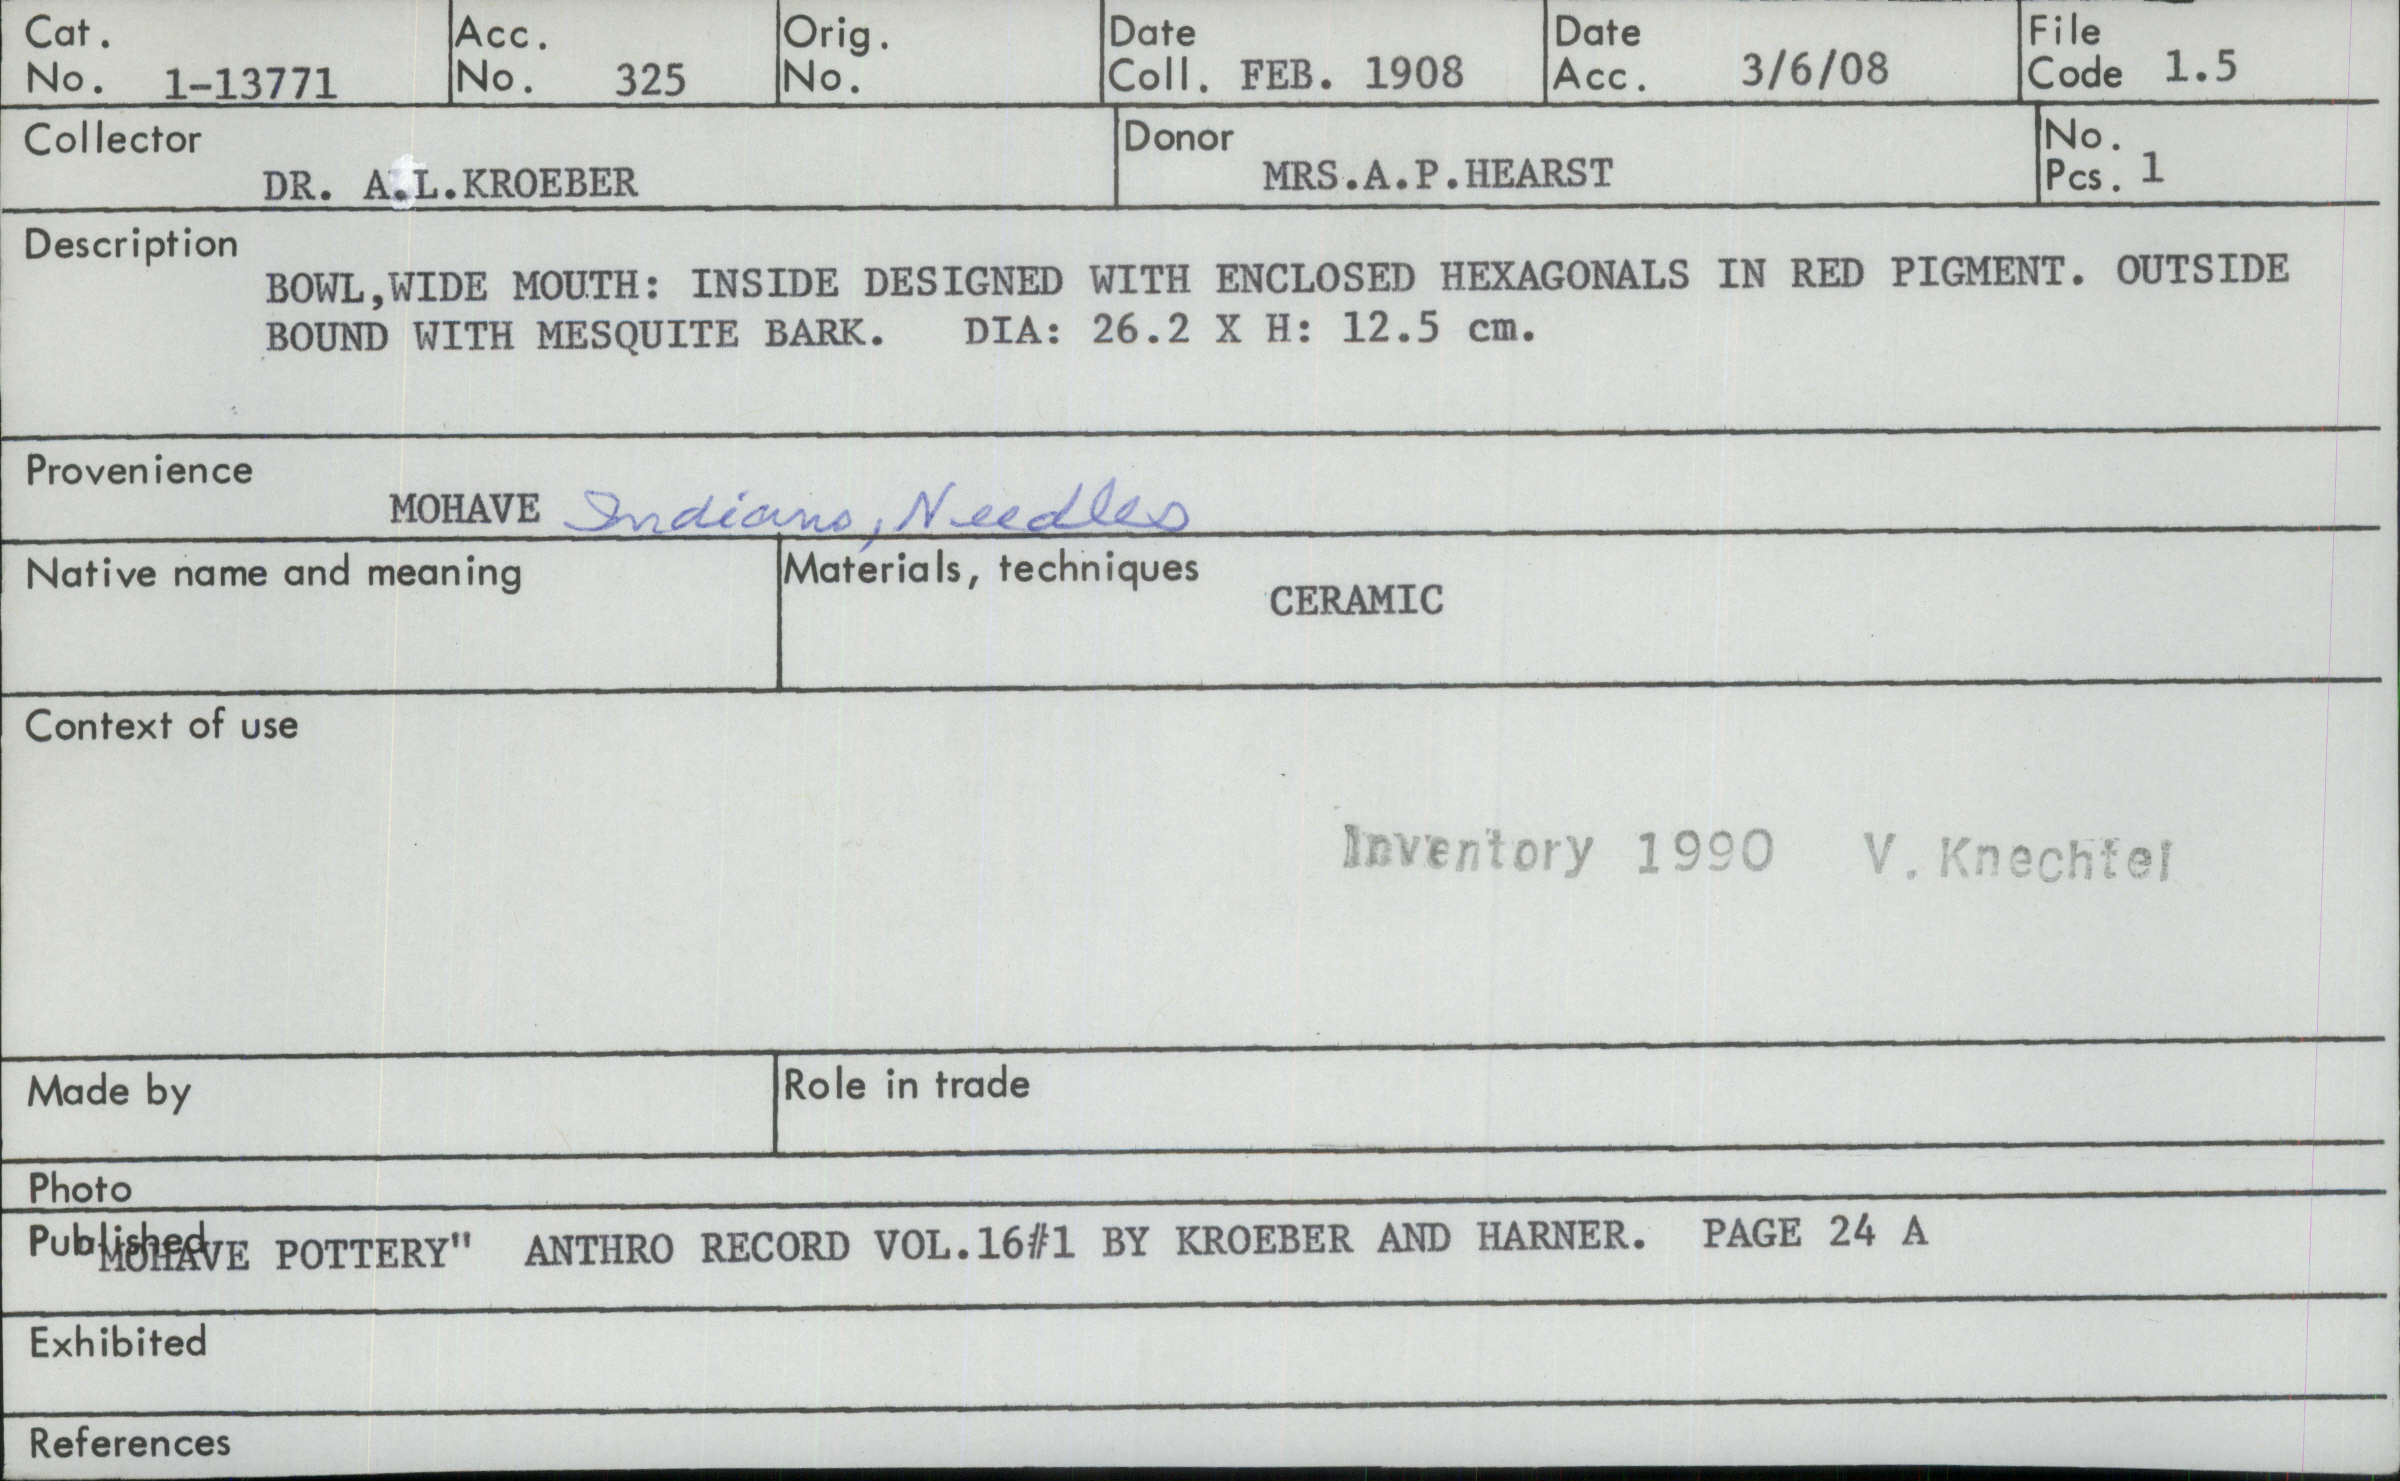 Cat. No. 1-13771
Acc. No. 325
Orig. No.
Date Coll. FEB. 1908
Date Acc. 3/6/08
File Code 1.5
Collector
DR. A.L.KROEBER
Donor
MRS.A.P.HEARST
No. Pcs. 1
Description
BOWL,WIDE MOUTH: INSIDE DESIGNED WITH ENCLOSED HEXAGONALS IN RED PIGMENT. OUTSIDE
BOUND WITH MESQUITE BARK. DIA: 26.2 X H: 12.5 cm.
Provenience
MOHAVE Indians, Needles
Native name and meaning
Materials, techniques
CERAMIC
Context of use
Inventory 1990 V. Knechtel
Made by
Role in trade
Photo
Published
"MOHAVE POTTERY" ANTHRO RECORD VOL.16#1 BY KROEBER AND HARNER. PAGE 24 A
Exhibited
References